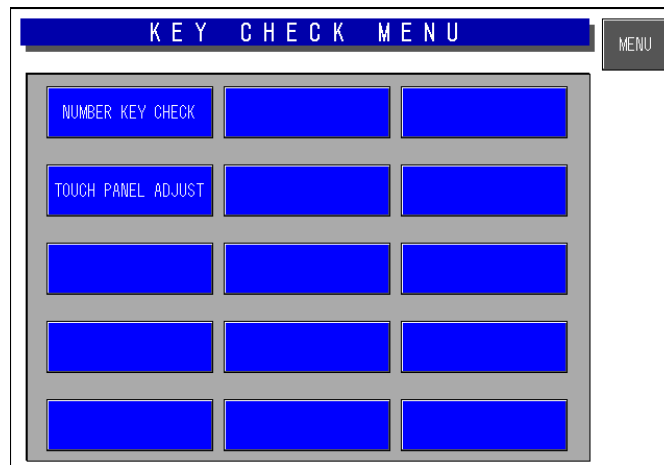 KEY CHECK MENU
MENU
NUMBER KEY CHECK
TOUCH PANEL ADJUST